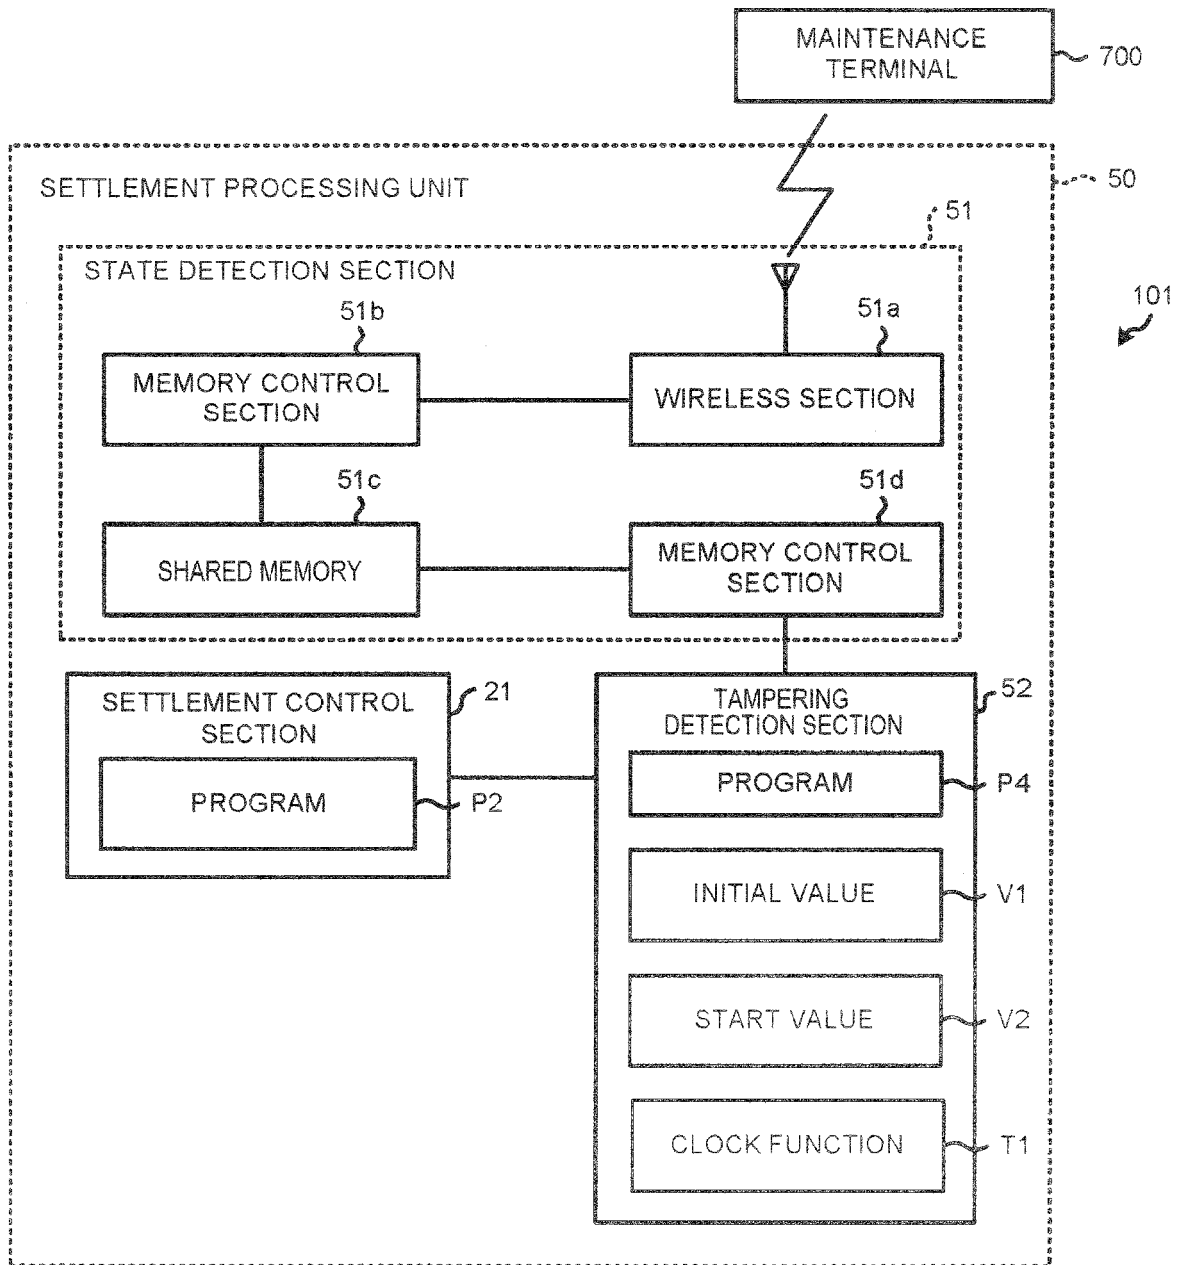 MAINTENANCE
TERMINAL
700
SETTLEMENT PROCESSING UNIT
50
51
STATE DETECTION SECTION
101
51b
51a
MEMORY CONTROL
SECTION
WIRELESS SECTION
51c
51d
SHARED MEMORY
MEMORY CONTROL
SECTION
SETTLEMENT CONTROL
SECTION
21
PROGRAM
P2
TAMPERING
DETECTION SECTION
52
PROGRAM
P4
INITIAL VALUE
V1
START VALUE
V2
CLOCK FUNCTION
T1